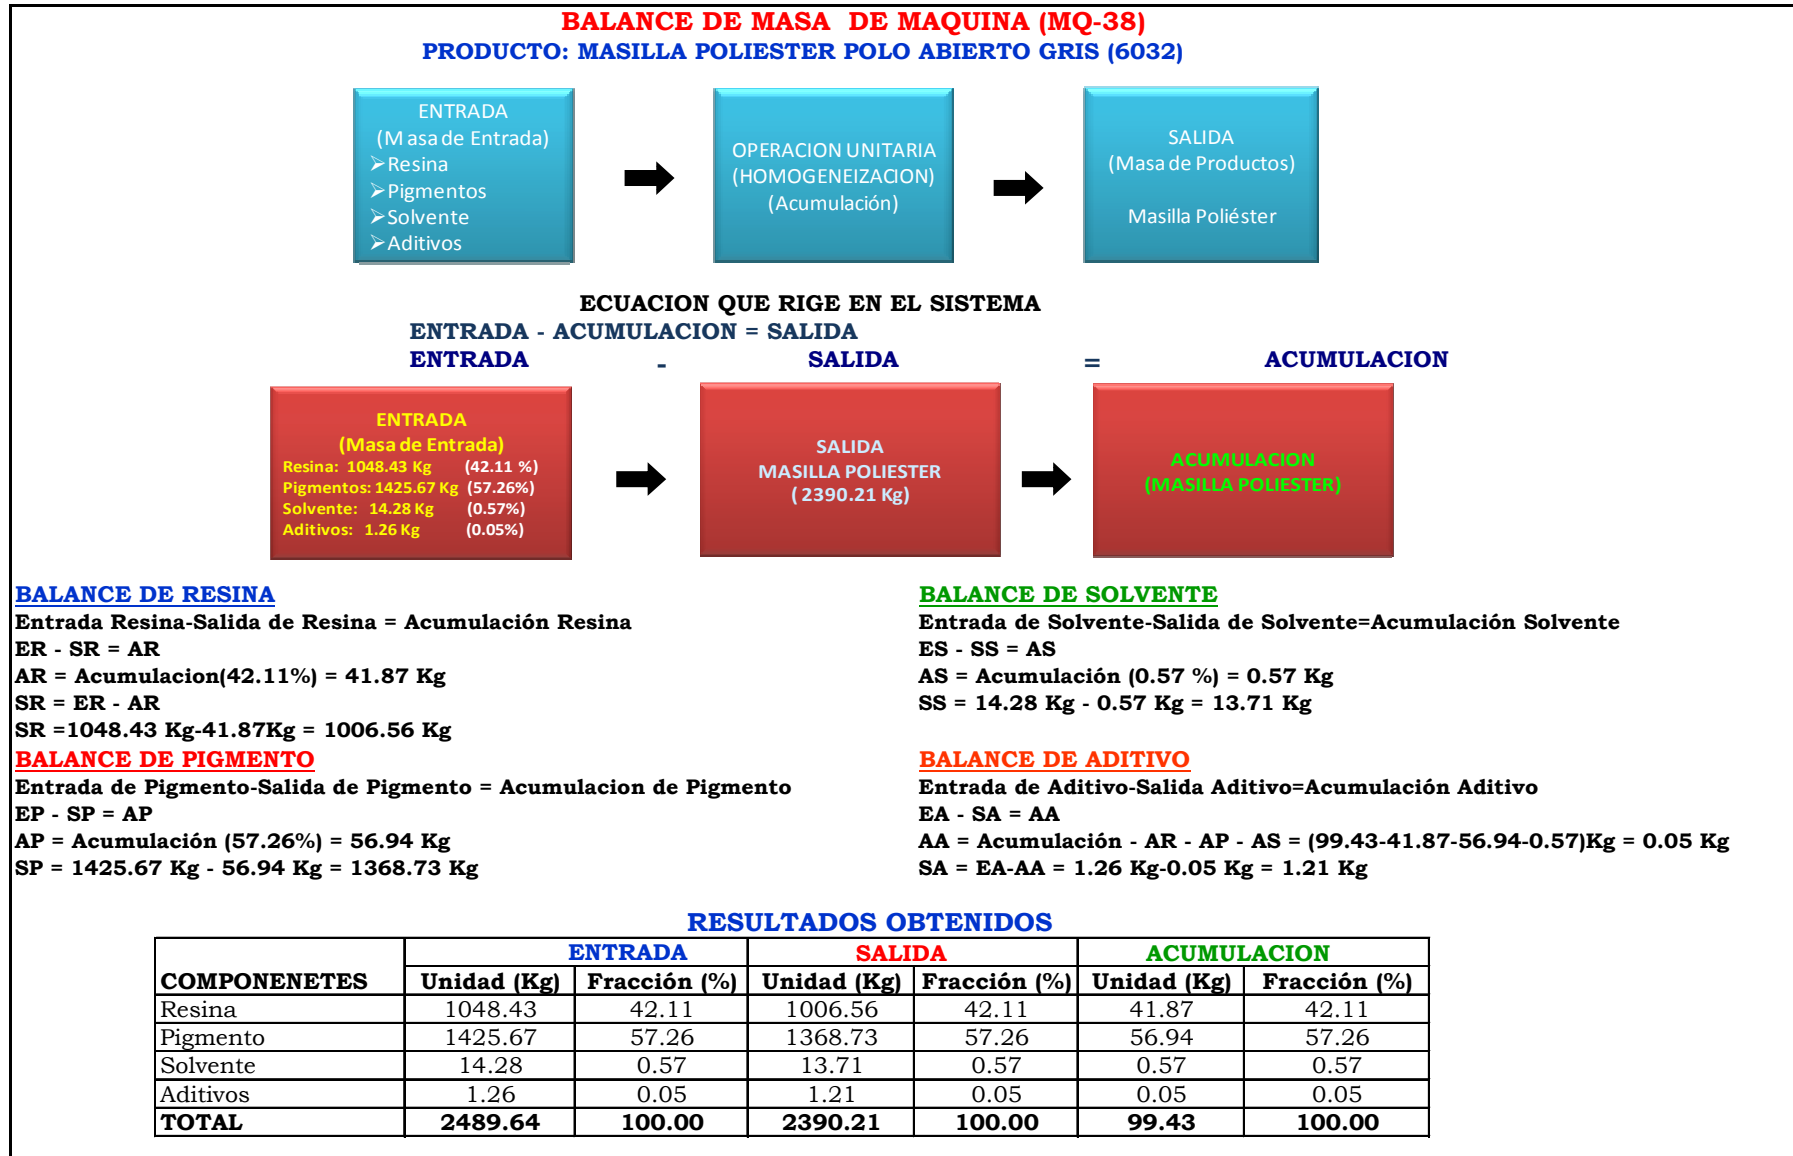 BALANCE DE MASA  DE MAQUINA (MQ-38)
PRODUCTO: MASILLA POLIESTER POLO ABIERTO GRIS (6032)
ENTRADA
(Masa de Entrada)
➢Resina
➢Pigmentos
➢Solvente
➢Aditivos
OPERACION UNITARIA
(HOMOGENEIZACION)
(Acumulación)
SALIDA
(Masa de Productos)
Masilla Poliéster
ECUACION QUE RIGE EN EL SISTEMA
ENTRADA - ACUMULACION = SALIDA
ENTRADA - SALIDA = ACUMULACION
ENTRADA
(Masa de Entrada)
Resina: 1048.43 Kg (42.11 %)
Pigmentos: 1425.67 Kg (57.26%)
Solvente: 14.28 Kg (0.57%)
Aditivos: 1.26 Kg (0.05%)
SALIDA
MASILLA POLIESTER
( 2390.21 Kg)
ACUMULACION
(MASILLA POLIESTER)
BALANCE DE RESINA
Entrada Resina-Salida de Resina = Acumulación Resina
ER - SR = AR
AR = Acumulacion(42.11%) = 41.87 Kg
SR = ER - AR
SR =1048.43 Kg-41.87Kg = 1006.56 Kg
BALANCE DE PIGMENTO
Entrada de Pigmento-Salida de Pigmento = Acumulacion de Pigmento
EP - SP = AP
AP = Acumulación (57.26%) = 56.94 Kg
SP = 1425.67 Kg - 56.94 Kg = 1368.73 Kg
BALANCE DE SOLVENTE
Entrada de Solvente-Salida de Solvente=Acumulación Solvente
ES - SS = AS
AS = Acumulación (0.57 %) = 0.57 Kg
SS = 14.28 Kg - 0.57 Kg = 13.71 Kg
BALANCE DE ADITIVO
Entrada de Aditivo-Salida Aditivo=Acumulación Aditivo
EA - SA = AA
AA = Acumulación - AR - AP - AS = (99.43-41.87-56.94-0.57)Kg = 0.05 Kg
SA = EA-AA = 1.26 Kg-0.05 Kg = 1.21 Kg
RESULTADOS OBTENIDOS
ENTRADA SALIDA ACUMULACION
COMPONENETES Unidad (Kg) Fracción (%) Unidad (Kg) Fracción (%) Unidad (Kg) Fracción (%)
Resina 1048.43 42.11 1006.56 42.11 41.87 42.11
Pigmento 1425.67 57.26 1368.73 57.26 56.94 57.26
Solvente 14.28 0.57 13.71 0.57 0.57 0.57
Aditivos 1.26 0.05 1.21 0.05 0.05 0.05
TOTAL 2489.64 100.00 2390.21 100.00 99.43 100.00